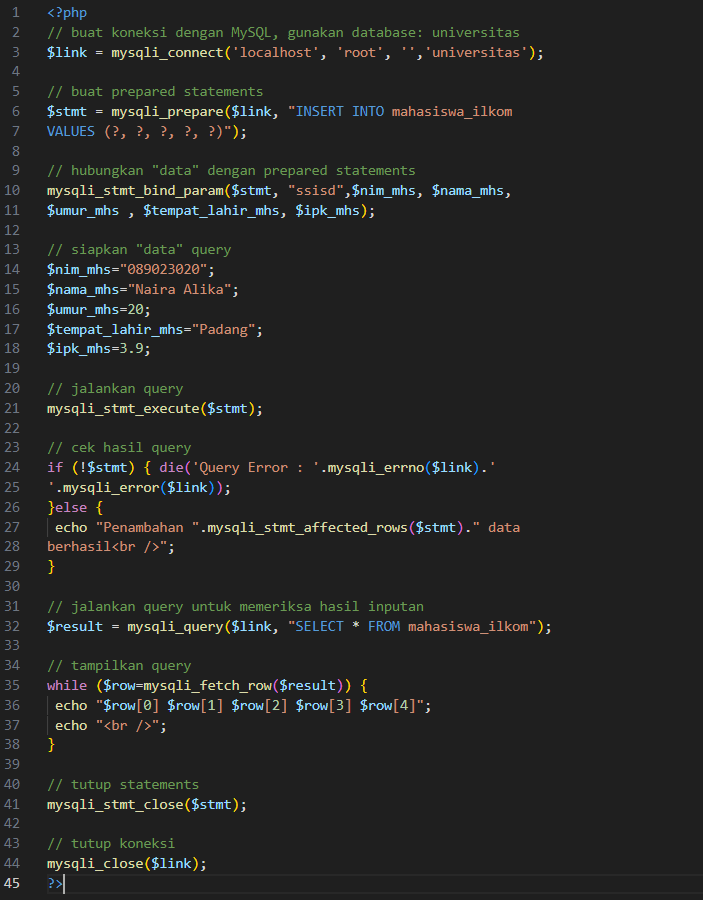 1 <?php
2 // buat koneksi dengan MySQL, gunakan database: universitas
3 $link = mysqli_connect('localhost', 'root', '','universitas');
4
5 // buat prepared statements
6 $stmt = mysqli_prepare($link, "INSERT INTO mahasiswa_ilkom
7 VALUES (?, ?, ?, ?, ?)");
8
9 // hubungkan "data" dengan prepared statements
10 mysqli_stmt_bind_param($stmt, "ssisd",$nim_mhs, $nama_mhs,
11 $umur_mhs , $tempat_lahir_mhs, $ipk_mhs);
12
13 // siapkan "data" query
14 $nim_mhs="089023020";
15 $nama_mhs="Naira Alika";
16 $umur_mhs=20;
17 $tempat_lahir_mhs="Padang";
18 $ipk_mhs=3.9;
19
20 // jalankan query
21 mysqli_stmt_execute($stmt);
22
23 // cek hasil query
24 if (!$stmt) { die('Query Error : '.mysqli_errno($link).'
25 '.mysqli_error($link));
26 }else {
27 echo "Penambahan ".mysqli_stmt_affected_rows($stmt)." data
28 berhasil<br />";
29 }
30
31 // jalankan query untuk memeriksa hasil inputan
32 $result = mysqli_query($link, "SELECT * FROM mahasiswa_ilkom");
33
34 // tampilkan query
35 while ($row=mysqli_fetch_row($result)) {
36 echo "$row[0] $row[1] $row[2] $row[3] $row[4]";
37 echo "<br />";
38 }
39
40 // tutup statements
41 mysqli_stmt_close($stmt);
42
43 // tutup koneksi
44 mysqli_close($link);
45 ?>